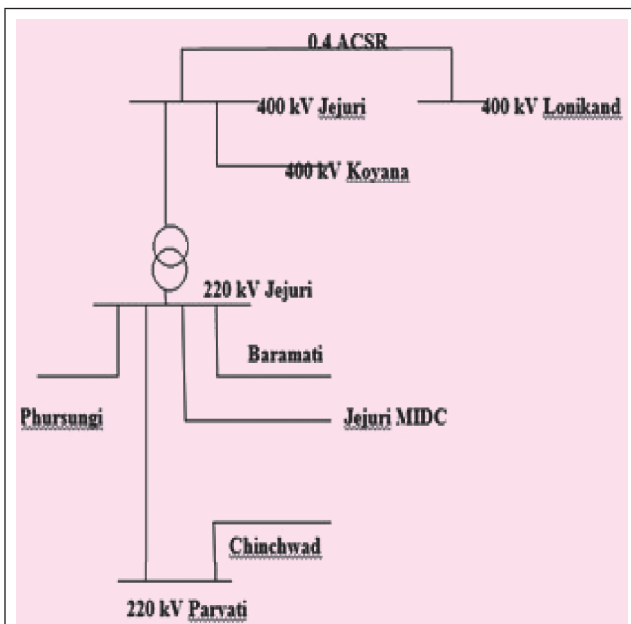 0.4 ACSR
400 kV Jejuri
400 kV Lonikand
400 kV Koyana
220 kV Jejuri
Baramati
Phursungi
Jejuri MIDC
Chinchwad
220 kV Parvati